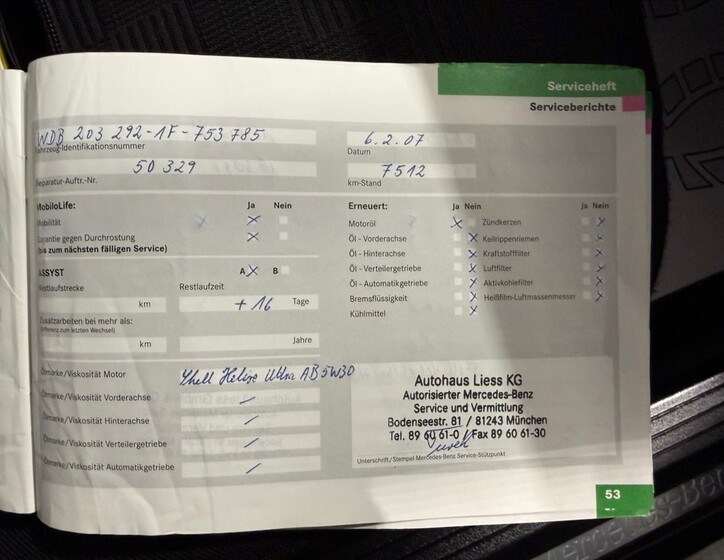 Serviceheft
Serviceberichte
WDB 203 292-1F-753785
Fahrzeug-Identifikationsnummer
6.2.07
Datum
50 329
Reparatur-Auftr.-Nr.
7512
km-Stand
MobiloLife: Ja Nein
Mobilität X
Garantie gegen Durchrostung X
(bis zum nächsten fälligen Service)
ASSYST A X B
Restlaufstrecke Restlaufzeit
km + 16 Tage
Zusatzarbeiten bei mehr als:
(Differenz zum letzten Wechsel)
km Jahre
Erneuert: Ja Nein Ja Nein
Motoröl X Zündkerzen X
Öl - Vorderachse X Keilrippenriemen X
Öl - Hinterachse X Kraftstofffilter X
Öl - Verteilergetriebe X Luftfilter X
Öl - Automatikgetriebe X Aktivkohlefilter X
Bremsflüssigkeit X Heißfilm-Luftmassenmesser X
Kühlmittel X
Ölmarke/Viskosität Motor Shell Helix Ultra AB 5W30
Ölmarke/Viskosität Vorderachse /
Ölmarke/Viskosität Hinterachse /
Ölmarke/Viskosität Verteilergetriebe /
Ölmarke/Viskosität Automatikgetriebe /
Autohaus Liess KG
Autorisierter Mercedes-Benz
Service und Vermittlung
Bodenseestr. 81 / 81243 München
Tel. 89 60 61-0 / Fax 89 60 61-30
Unterschrift/Stempel Mercedes-Benz Service-Stützpunkt
53